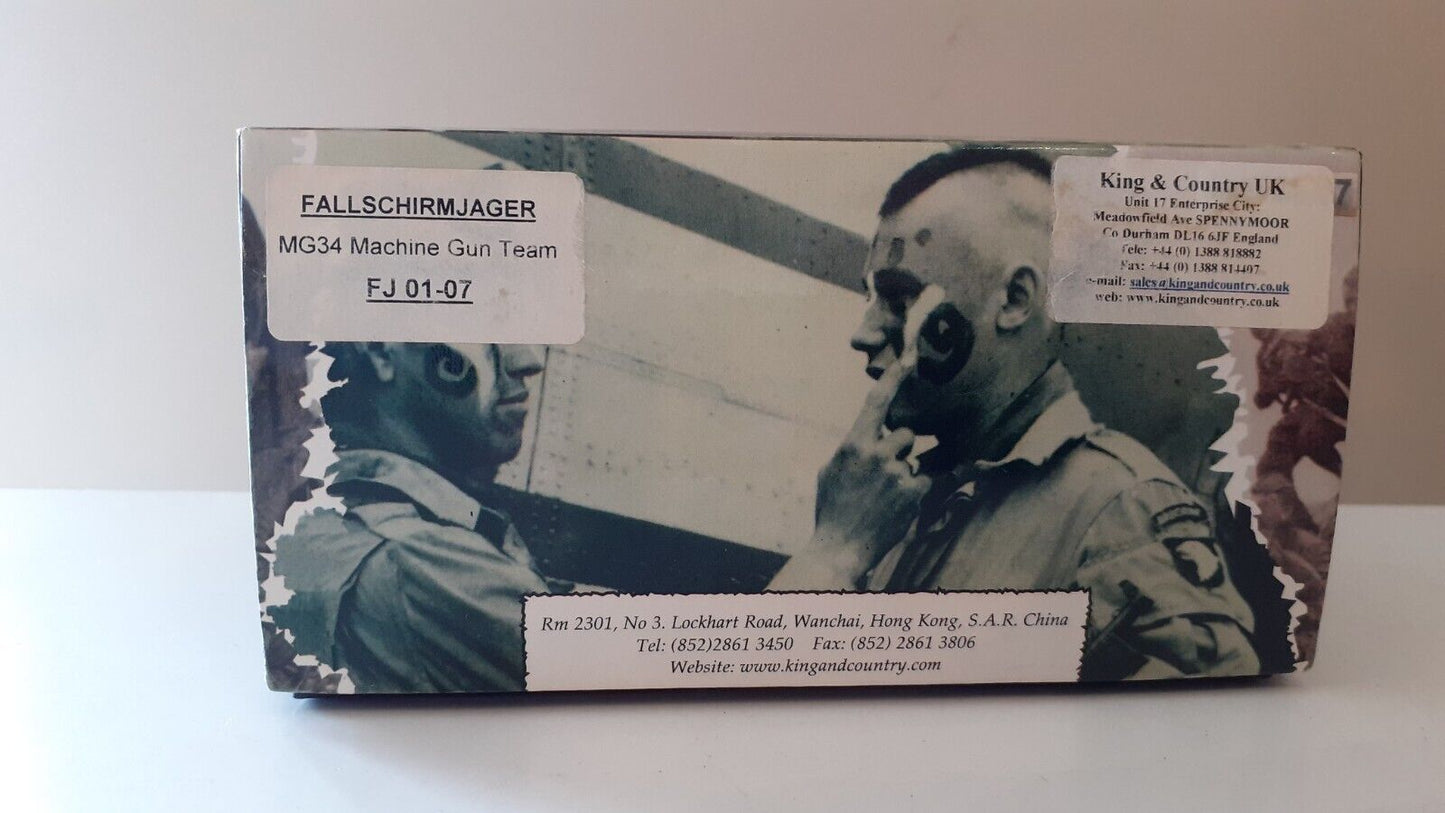 FALLSCHIRMJAGER
MG34 Machine Gun Team
FJ 01-07
King & Country UK
Unit 17 Enterprise City:
Meadowfield Ave SPENNYMOOR
Co Durham DL16 6JF England
Tele: +44 (0) 1388 818882
Fax: +44 (0) 1388 814497
e-mail: sales@kingandcountry.co.uk
web: www.kingandcountry.co.uk
7
Rm 2301, No 3. Lockhart Road, Wanchai, Hong Kong, S.A.R. China
Tel: (852)2861 3450 Fax: (852) 2861 3806
Website: www.kingandcountry.com